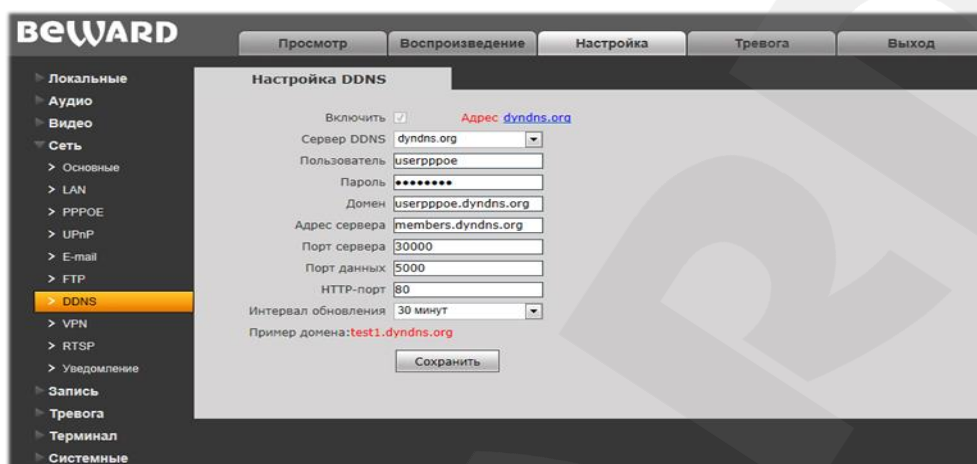 BEWARD
Просмотр Воспроизведение Настройка Тревога Выход
Локальные
Аудио
Видео
Сеть
> Основные
> LAN
> PPPOE
> UPnP
> E-mail
> FTP
> DDNS
> VPN
> RTSP
> Уведомление
Запись
Тревога
Терминал
Системные
Настройка DDNS
Включить Адрес dyndns.org
Сервер DDNS dyndns.org
Пользователь userpppoe
Пароль ••••••••
Домен userpppoe.dyndns.org
Адрес сервера members.dyndns.org
Порт сервера 30000
Порт данных 5000
HTTP-порт 80
Интервал обновления 30 минут
Пример домена:test1.dyndns.org
Сохранить